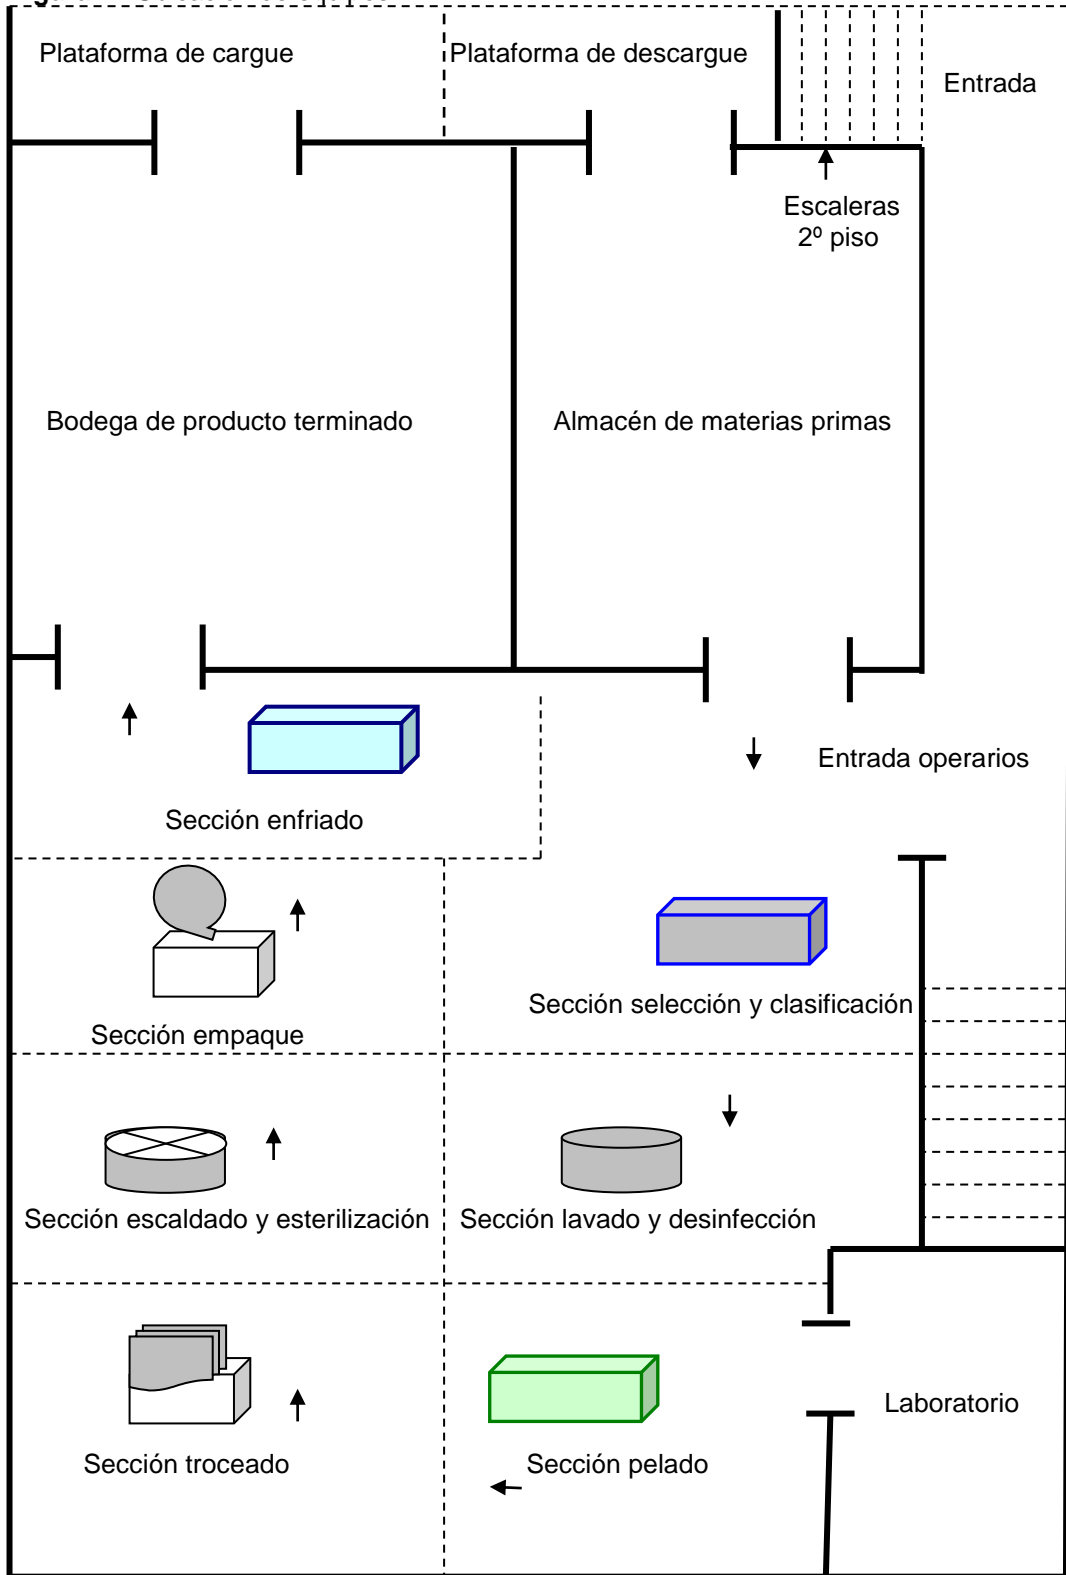 Plataforma de cargue
Plataforma de descargue
Entrada
Escaleras
2º piso
Bodega de producto terminado
Almacén de materias primas
Entrada operarios
Sección enfriado
Sección selección y clasificación
Sección empaque
Sección escaldado y esterilización
Sección lavado y desinfección
Laboratorio
Sección troceado
Sección pelado